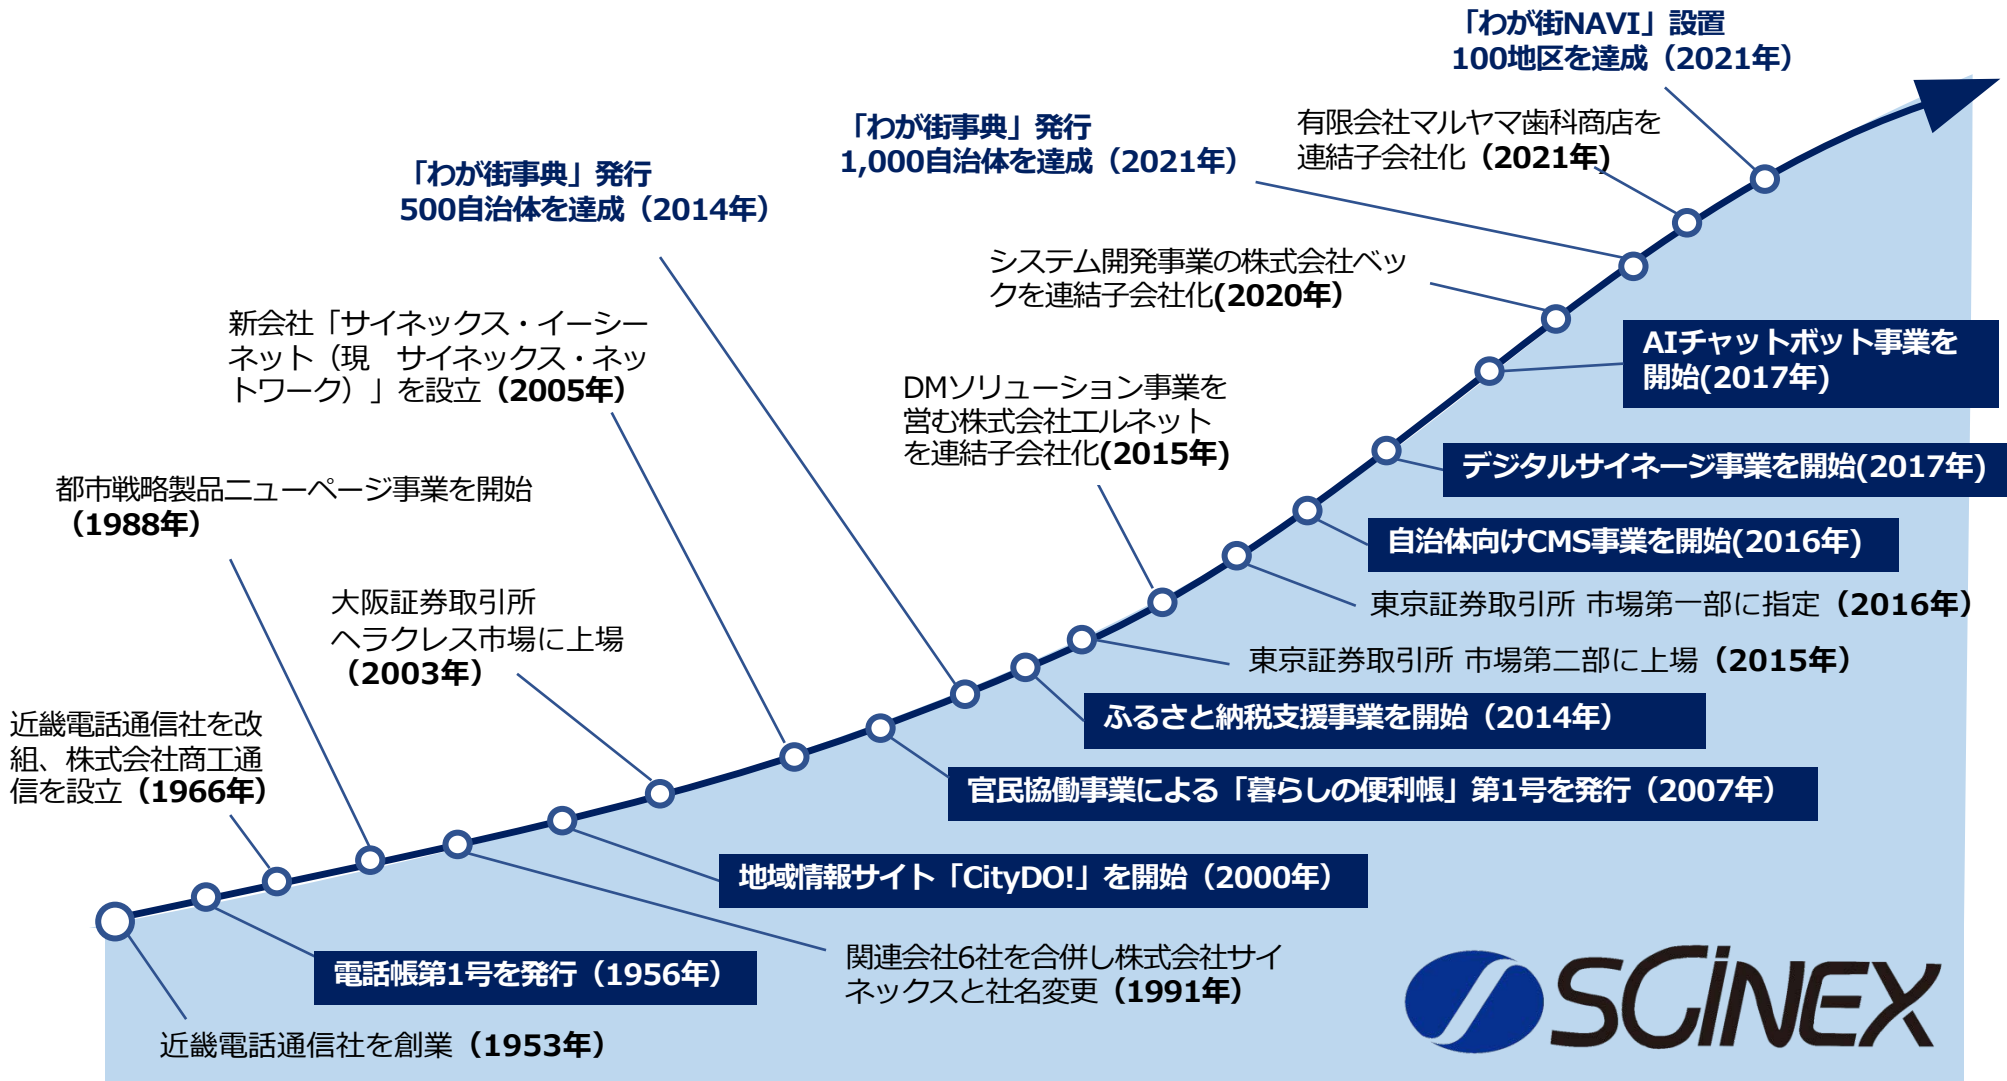 「わが街NAVI」設置
100地区を達成（2021年）
「わが街事典」発行
1,000自治体を達成（2021年）
有限会社マルヤマ歯科商店を
連結子会社化（2021年)
「わが街事典」発行
500自治体を達成（2014年）
システム開発事業の株式会社ベッ
クを連結子会社化(2020年）
新会社「サイネックス・イーシー
ネット（現　サイネックス・ネッ
トワーク）」を設立（2005年）
AIチャットボット事業を
開始(2017年)
DMソリューション事業を
営む株式会社エルネット
を連結子会社化(2015年)
デジタルサイネージ事業を開始(2017年)
都市戦略製品ニューページ事業を開始
（1988年）
自治体向けCMS事業を開始(2016年)
大阪証券取引所
ヘラクレス市場に上場
（2003年）
東京証券取引所 市場第一部に指定（2016年）
東京証券取引所 市場第二部に上場（2015年）
近畿電話通信社を改
組、株式会社商工通
信を設立（1966年）
ふるさと納税支援事業を開始（2014年）
官民協働事業による「暮らしの便利帳」第1号を発行（2007年）
地域情報サイト「CityDO!」を開始（2000年）
電話帳第1号を発行（1956年）
関連会社6社を合併し株式会社サイ
ネックスと社名変更（1991年）
近畿電話通信社を創業（1953年）
SCiNEX